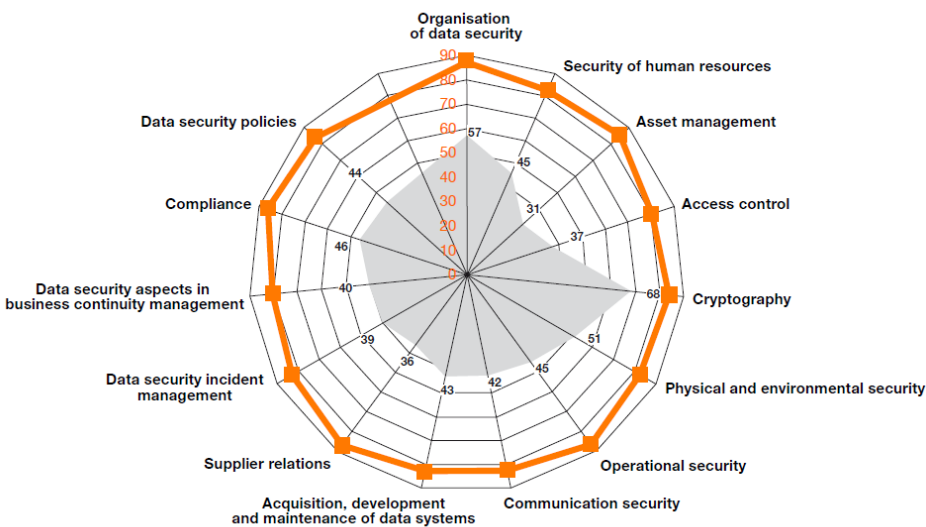 Organisation
of data security
Security of human resources
Asset management
Access control
Cryptography
Physical and environmental security
Operational security
Communication security
Acquisition, development
and maintenance of data systems
Supplier relations
Data security incident
management
Data security aspects in
business continuity management
Compliance
Data security policies
90
80
70
60
50
40
30
20
10
0
57
45
31
37
68
51
45
42
43
36
39
40
46
44